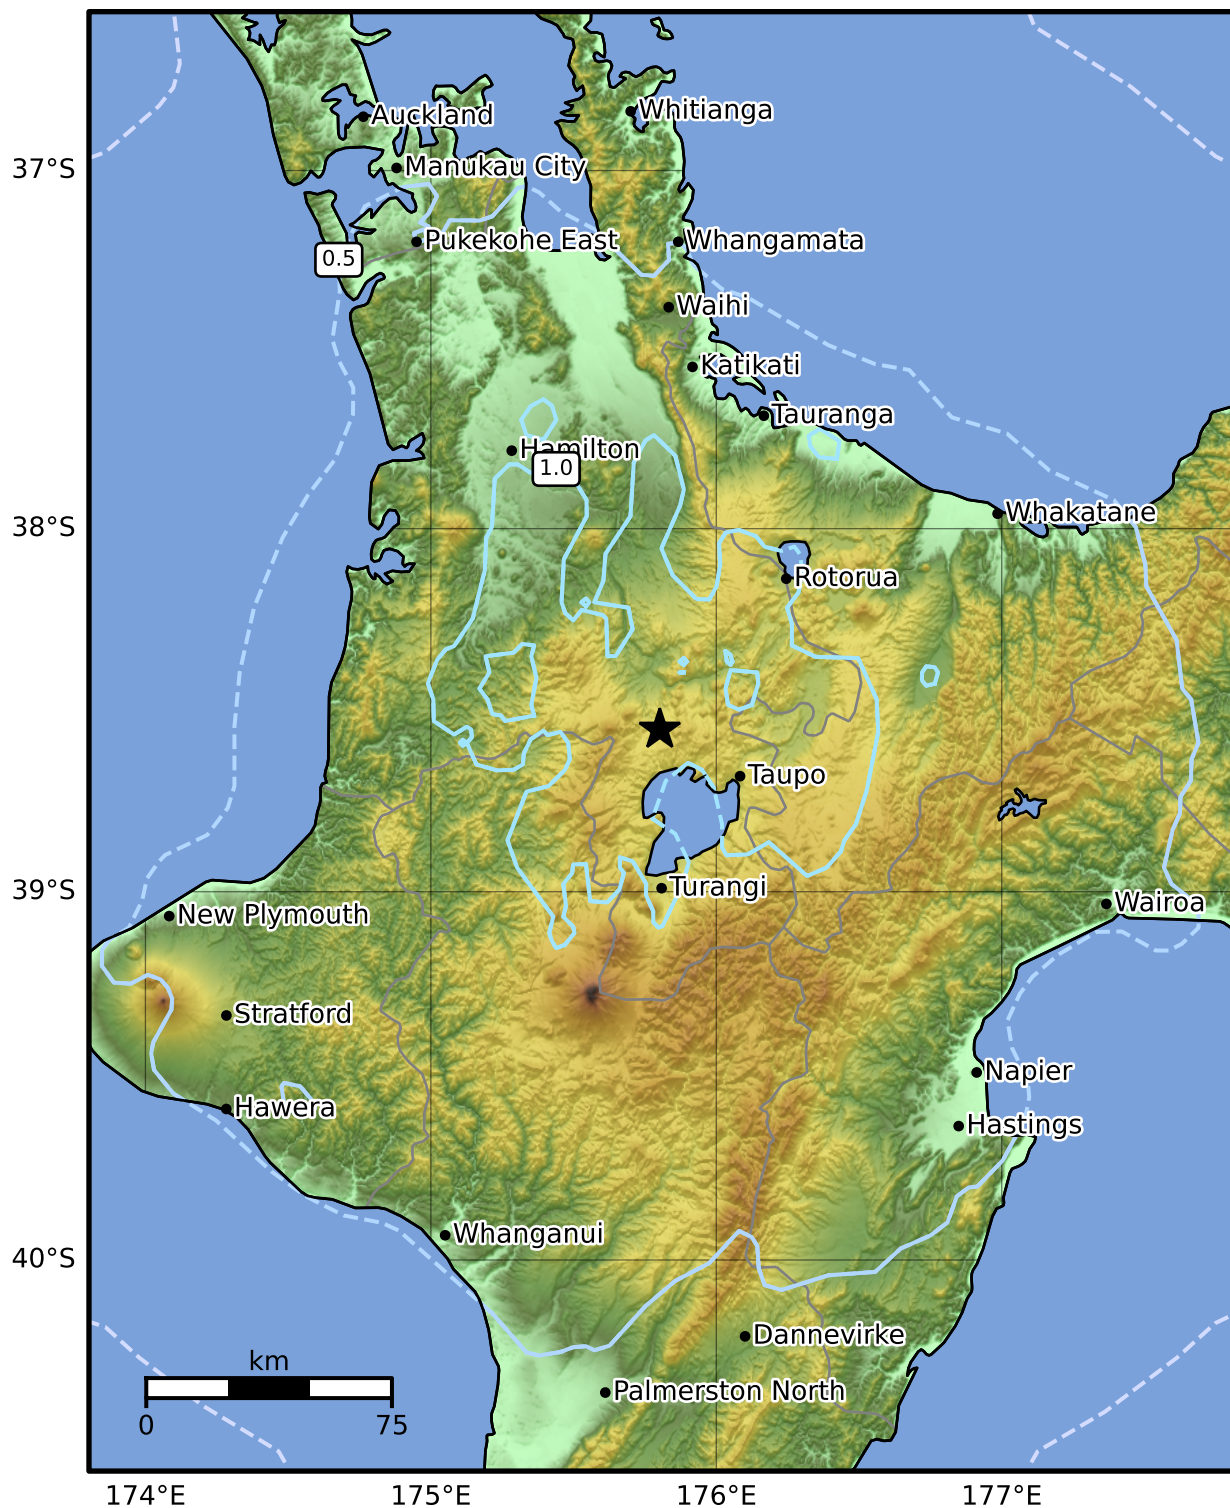 Whitianga
Auckland
Manukau City
37°S
Pukekohe East
Whangamata
0.5
Waihi
Katikati
Tauranga
Hamilton
1.0
Whakatane
38°S
Rotorua
Taupo
Turangi
39°S
Wairoa
New Plymouth
Stratford
Napier
Hawera
Hastings
Whanganui
40°S
Dannevirke
km
Palmerston North
0 75
174°E 175°E 176°E 177°E